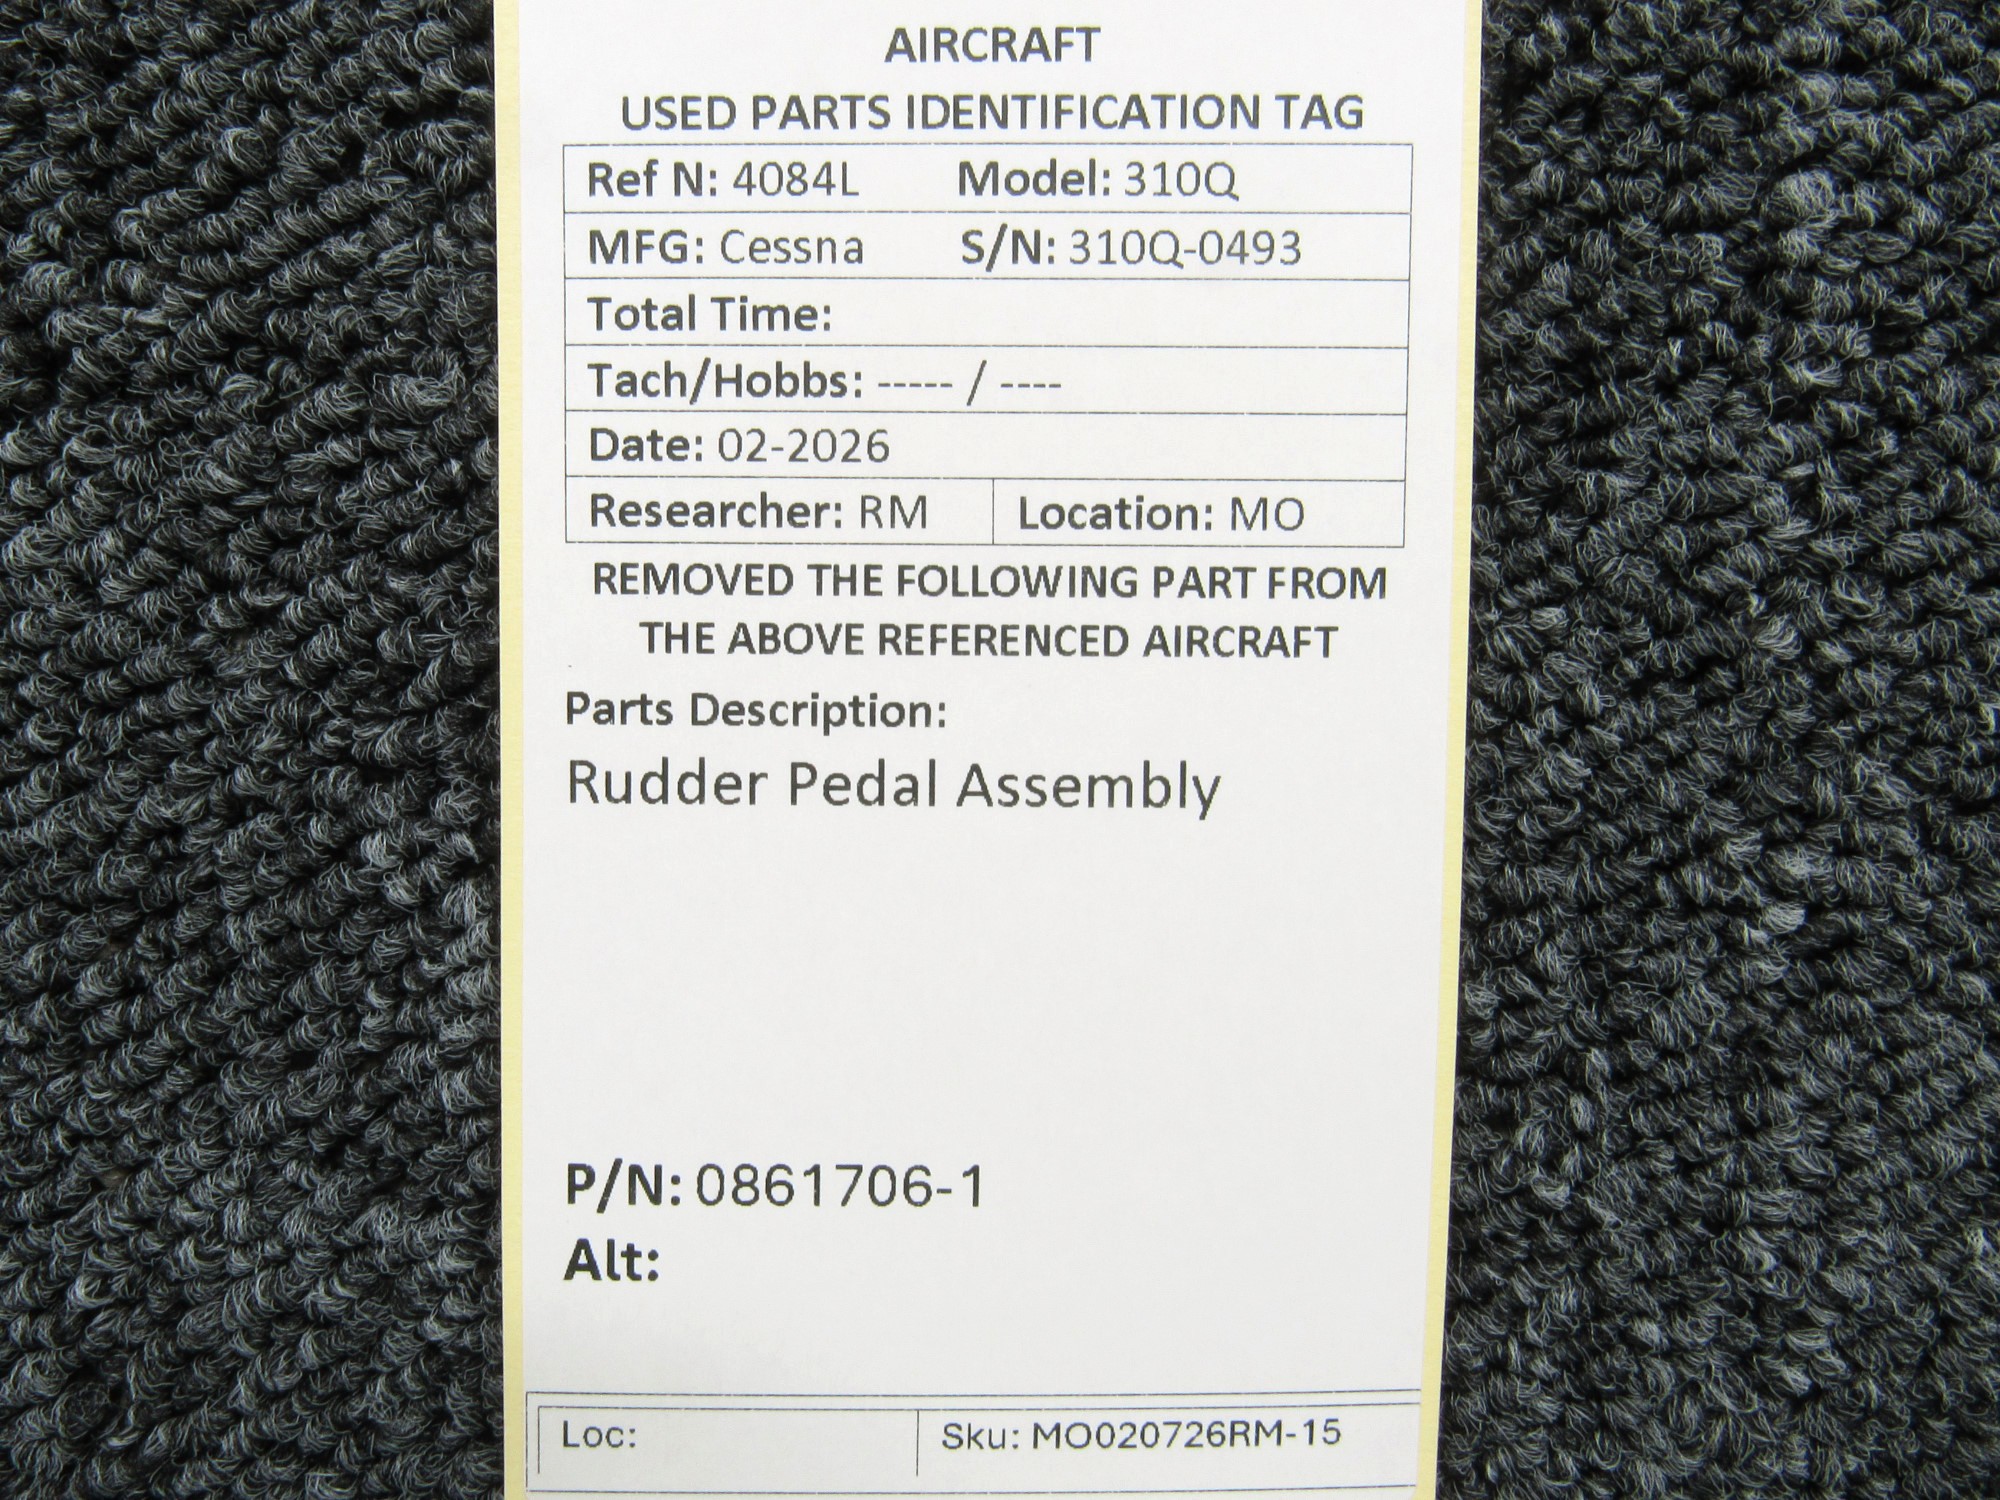 AIRCRAFT
USED PARTS IDENTIFICATION TAG
Ref N: 4084L Model: 310Q
MFG: Cessna S/N: 310Q-0493
Total Time:
Tach/Hobbs: ----- / ----
Date: 02-2026
Researcher: RM Location: MO
REMOVED THE FOLLOWING PART FROM
THE ABOVE REFERENCED AIRCRAFT
Parts Description:
Rudder Pedal Assembly
P/N: 0861706-1
Alt:
Loc: Sku: MO020726RM-15